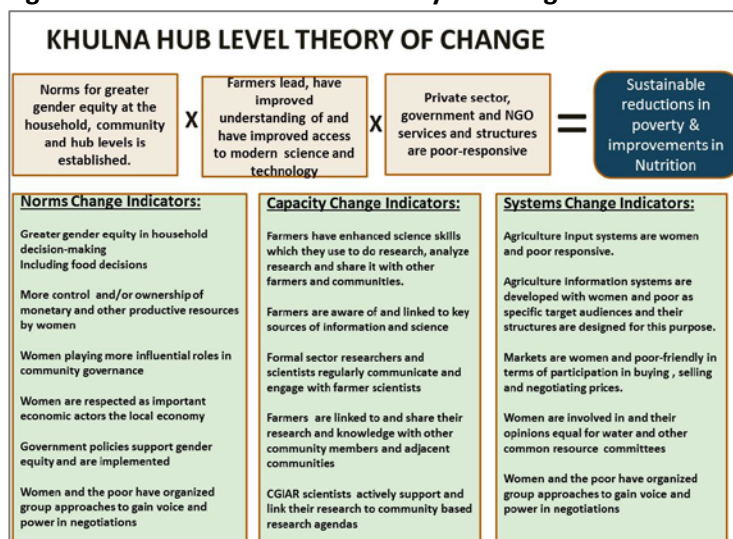 KHULNA HUB LEVEL THEORY OF CHANGE
Norms for greater
gender equity at the
household, community
and hub levels is
established.
X
Farmers lead, have
improved
understanding of and
have improved access
to modern science and
technology
X
Private sector,
government and NGO
services and structures
are poor-responsive
=
Sustainable
reductions in
poverty &
improvements in
Nutrition
Norms Change Indicators:
Greater gender equity in household
decision-making
Including food decisions
More control and/or ownership of
monetary and other productive resources
by women
Women playing more influential roles in
community governance
Women are respected as important
economic actors the local economy
Government policies support gender
equity and are implemented
Women and the poor have organized
group approaches to gain voice and
power in negotiations
Capacity Change Indicators:
Farmers have enhanced science skills
which they use to do research, analyze
research and share it with other
farmers and communities.
Farmers are aware of and linked to key
sources of information and science
Formal sector researchers and
scientists regularly communicate and
engage with farmer scientists
Farmers are linked to and share their
research and knowledge with other
community members and adjacent
communities
CGIAR scientists actively support and
link their research to community based
research agendas
Systems Change Indicators:
Agriculture input systems are women
and poor responsive.
Agriculture information systems are
developed with women and poor as
specific target audiences and their
structures are designed for this purpose.
Markets are women and poor-friendly in
terms of participation in buying , selling
and negotiating prices.
Women are involved in and their
opinions equal for water and other
common resource committees
Women and the poor have organized
group approaches to gain voice and
power in negotiations